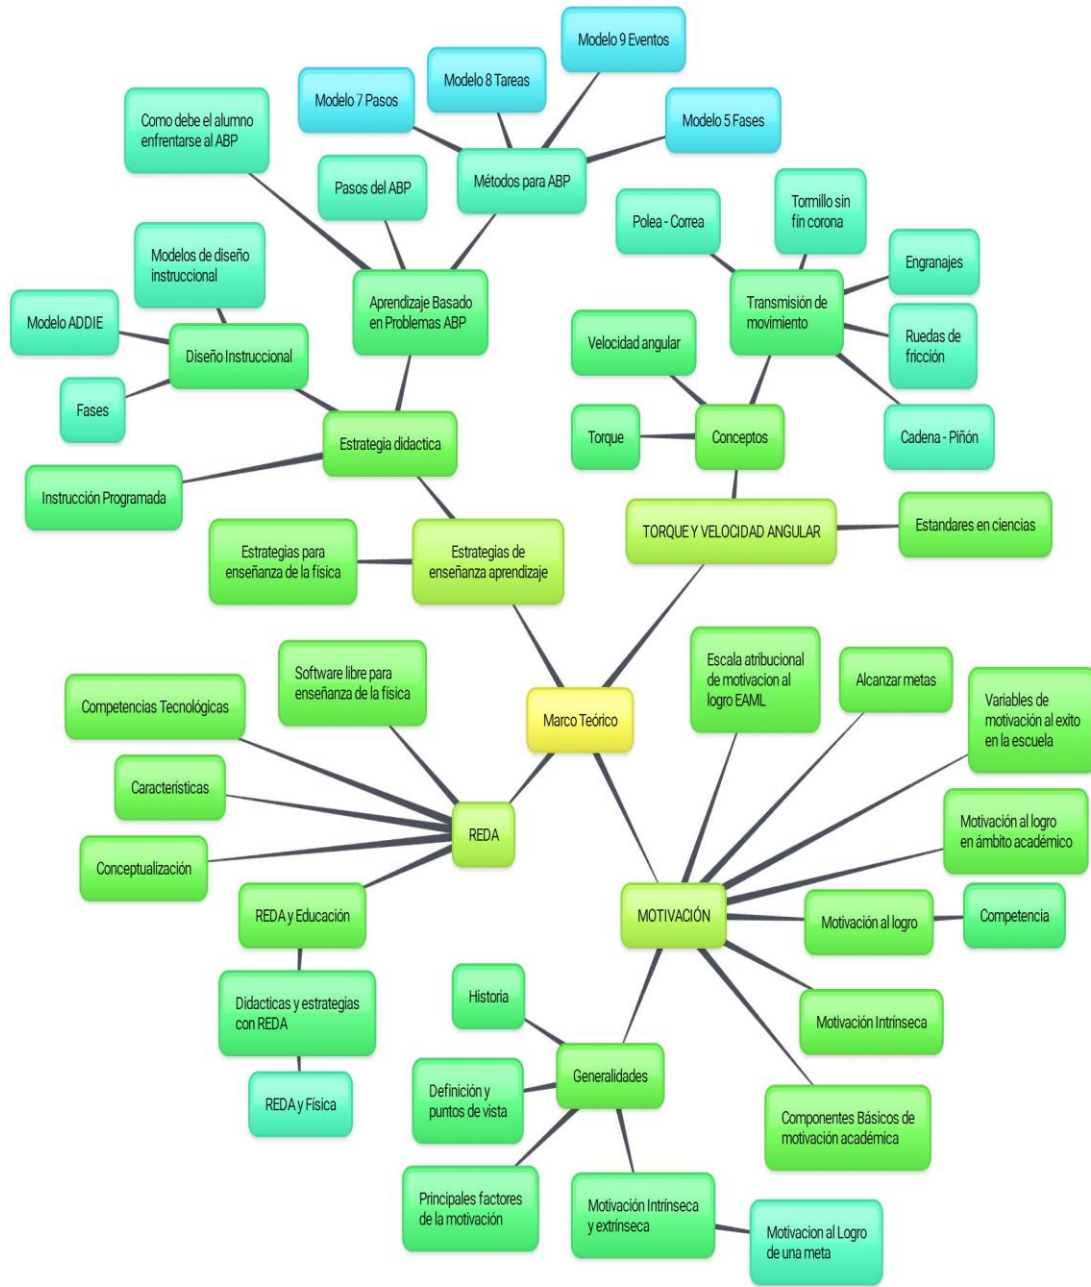 Modelo 9 Eventos
Modelo 8 Tareas
Modelo 7 Pasos
Modelo 5 Fases
Como debe el alumno
enfrentarse al ABP
Pasos del ABP
Métodos para ABP
Polea - Correa
Tormillo sin
fín corona
Modelos de diseño
instruccional
Engranajes
Aprendizaje Basado
en Problemas ABP
Transmisión de
movimiento
Modelo ADDIE
Diseño Instruccional
Velocidad angular
Ruedas de
fricción
Fases
Estrategia didactica
Torque
Conceptos
Cadena - Piñón
Instrucción Programada
TORQUE Y VELOCIDAD ANGULAR
Estandares en ciencias
Estrategias para
enseñanza de la física
Estrategias de
enseñanza aprendizaje
Software libre para
enseñanza de la física
Escala atribucional
de motivacion al
logro EAML
Alcanzar metas
Variables de
motivación al exito
en la escuela
Competencias Tecnológicas
Marco Teórico
Características
REDA
Motivación al logro
en ámbito académico
Conceptualización
REDA y Educación
MOTIVACIÓN
Motivación al logro
Competencia
Historia
Didacticas y estrategias
con REDA
Motivación Intrínseca
Generalidades
REDA y Física
Definición y
puntos de vista
Componentes Básicos de
motivación académica
Principales factores
de la motivación
Motivación Intrínseca
y extrínseca
Motivacion al Logro
de una meta